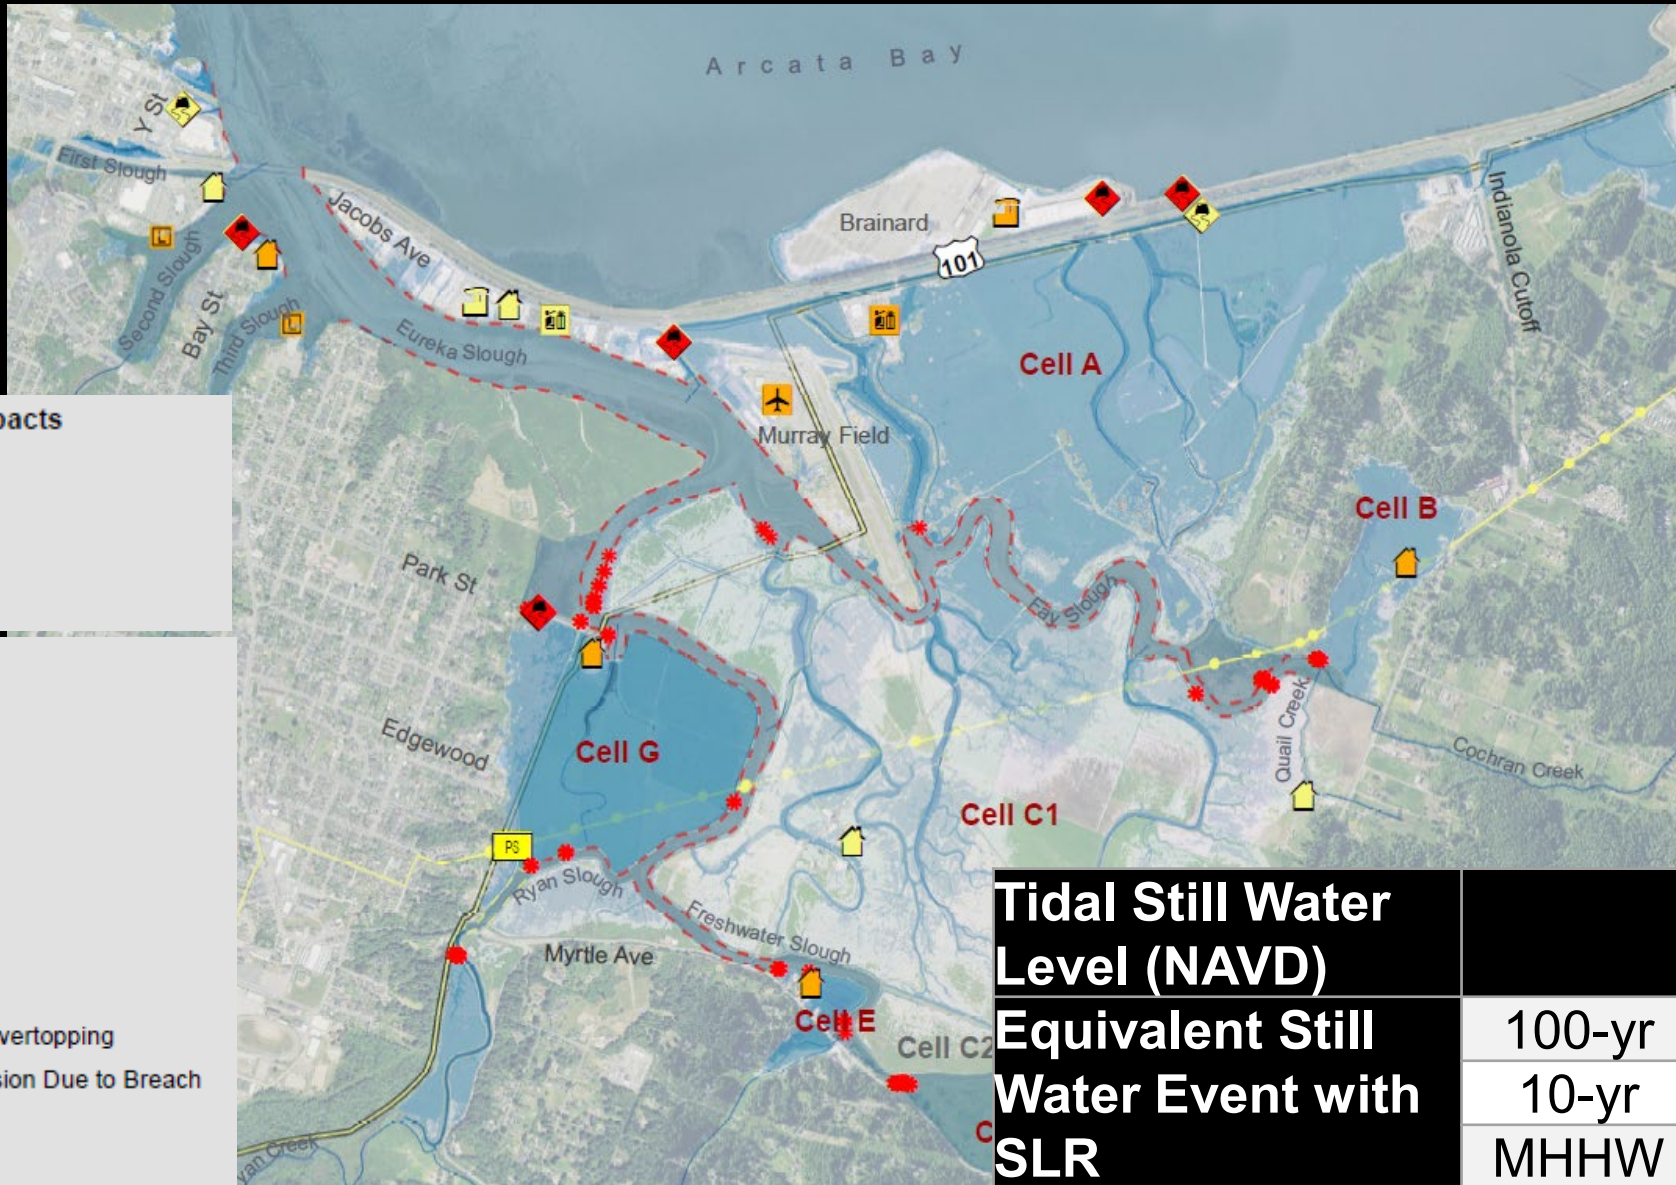 Arcata Bay
Y St
First Slough
Jacobs Ave
Brainard
101
Indianola Cutoff
Second Slough
Bay St
Third Slough
L
L
Eureka Slough
Cell A
Murray Field
pacts
Cell B
Park St
Fay Slough
Edgewood
Cell G
Quail Creek
Cochran Creek
Cell C1
PS
Ryan Slough
Freshwater Slough
Myrtle Ave
Cell E
Cell C2
C
vertopping
sion Due to Breach
yan Creek
Tidal Still Water
Level (NAVD)
Equivalent Still
Water Event with
SLR
100-yr
10-yr
MHHW